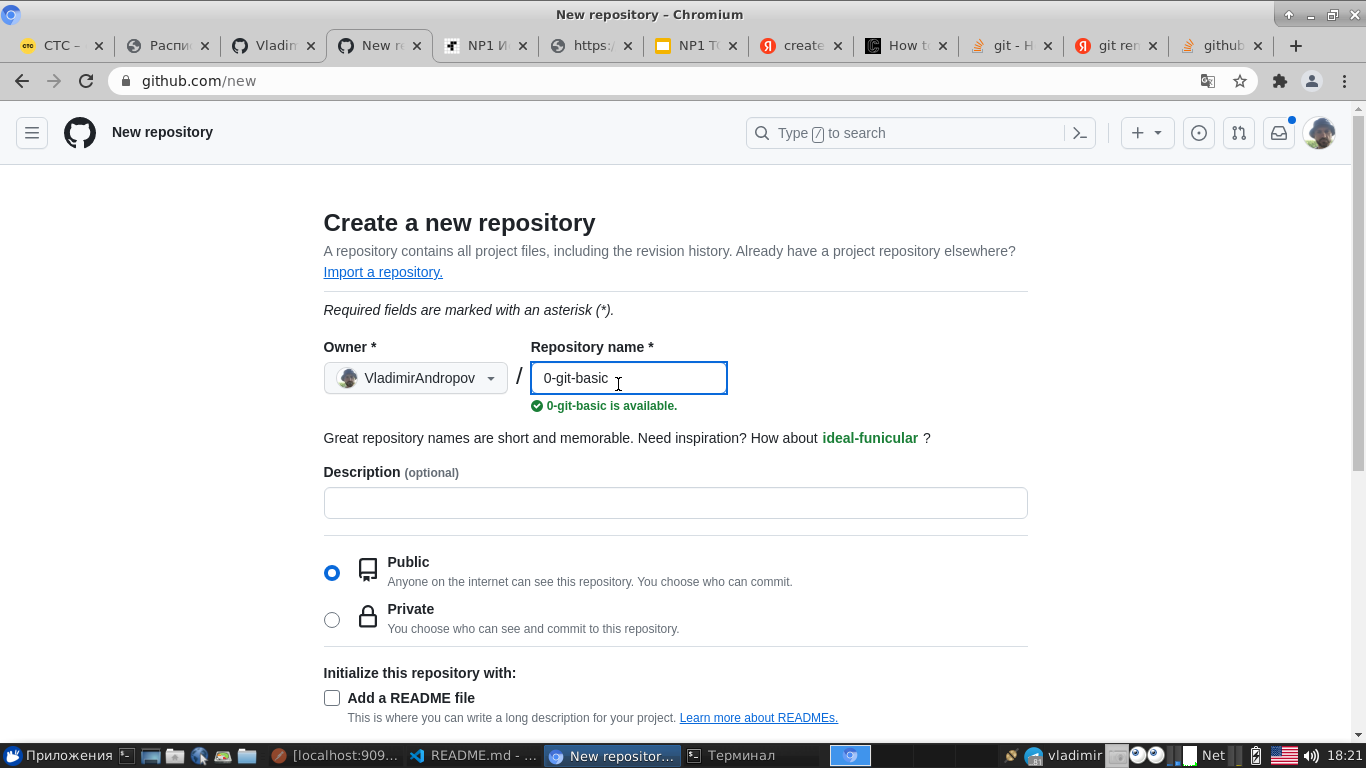 New repository – Chromium
СТС –
Распи
Vladim
New re
NP1 И
https:/
NP1 To
create
How to
git - H
git ren
github
github.com/new
New repository
Type / to search
Create a new repository
A repository contains all project files, including the revision history. Already have a project repository elsewhere?
Import a repository.
Required fields are marked with an asterisk (*).
Owner *
Repository name *
VladimirAndropov
/
0-git-basic
0-git-basic is available.
Great repository names are short and memorable. Need inspiration? How about ideal-funicular ?
Description (optional)
Public
Anyone on the internet can see this repository. You choose who can commit.
Private
You choose who can see and commit to this repository.
Initialize this repository with:
Add a README file
This is where you can write a long description for your project. Learn more about READMEs.
Приложения
[localhost:909...
README.md - ...
New repositor...
Терминал
vladimir
Net
18:21